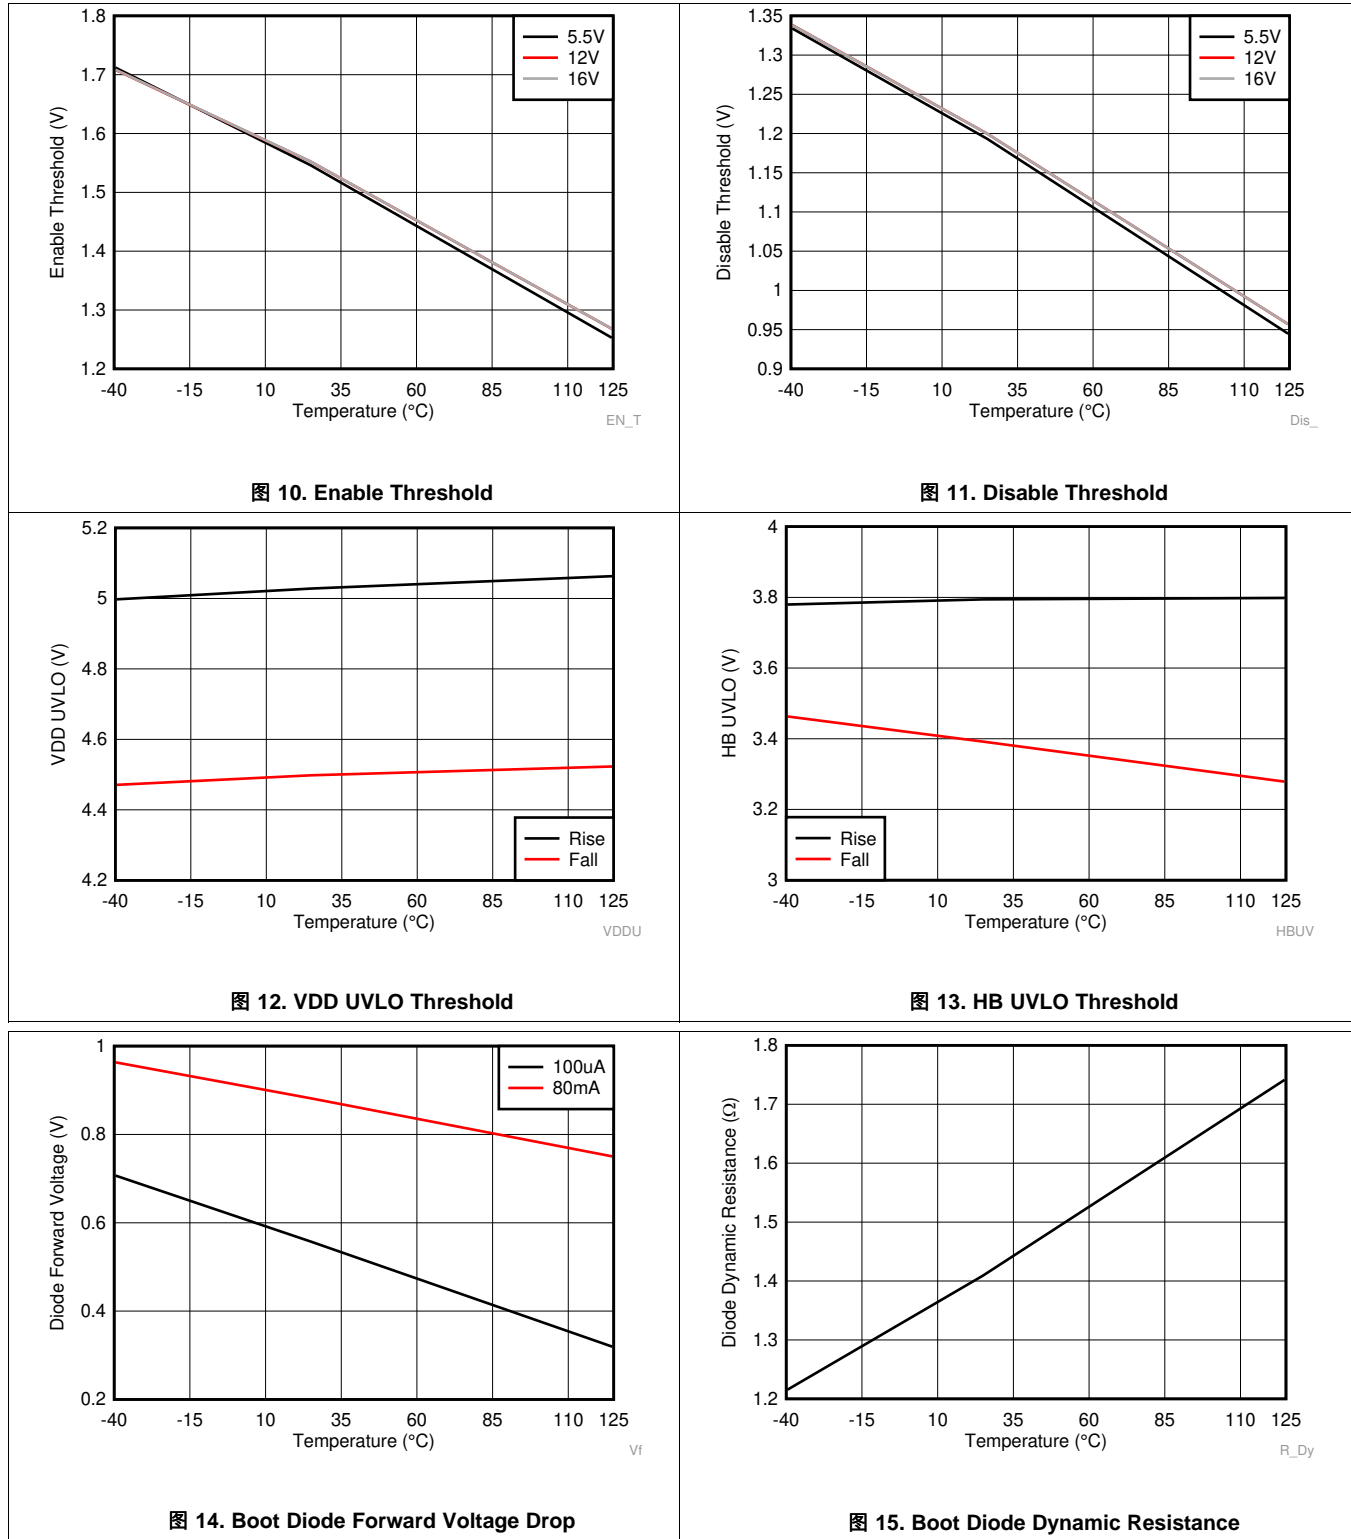 1.8
1.7
1.6
1.5
1.4
1.3
1.2
Enable Threshold (V)
5.5V
12V
16V
-40 -15 10 35 60 85 110 125
Temperature (°C)
EN_T
图 10. Enable Threshold
1.35
1.3
1.25
1.2
1.15
1.1
1.05
1
0.95
0.9
Disable Threshold (V)
5.5V
12V
16V
-40 -15 10 35 60 85 110 125
Temperature (°C)
Dis_
图 11. Disable Threshold
5.2
5
4.8
4.6
4.4
4.2
VDD UVLO (V)
Rise
Fall
-40 -15 10 35 60 85 110 125
Temperature (°C)
VDDU
图 12. VDD UVLO Threshold
4
3.8
3.6
3.4
3.2
3
HB UVLO (V)
Rise
Fall
-40 -15 10 35 60 85 110 125
Temperature (°C)
HBUV
图 13. HB UVLO Threshold
1
0.8
0.6
0.4
0.2
Diode Forward Voltage (V)
100uA
80mA
-40 -15 10 35 60 85 110 125
Temperature (°C)
Vf
图 14. Boot Diode Forward Voltage Drop
1.8
1.7
1.6
1.5
1.4
1.3
1.2
Diode Dynamic Resistance (Ω)
-40 -15 10 35 60 85 110 125
Temperature (°C)
R_Dy
图 15. Boot Diode Dynamic Resistance